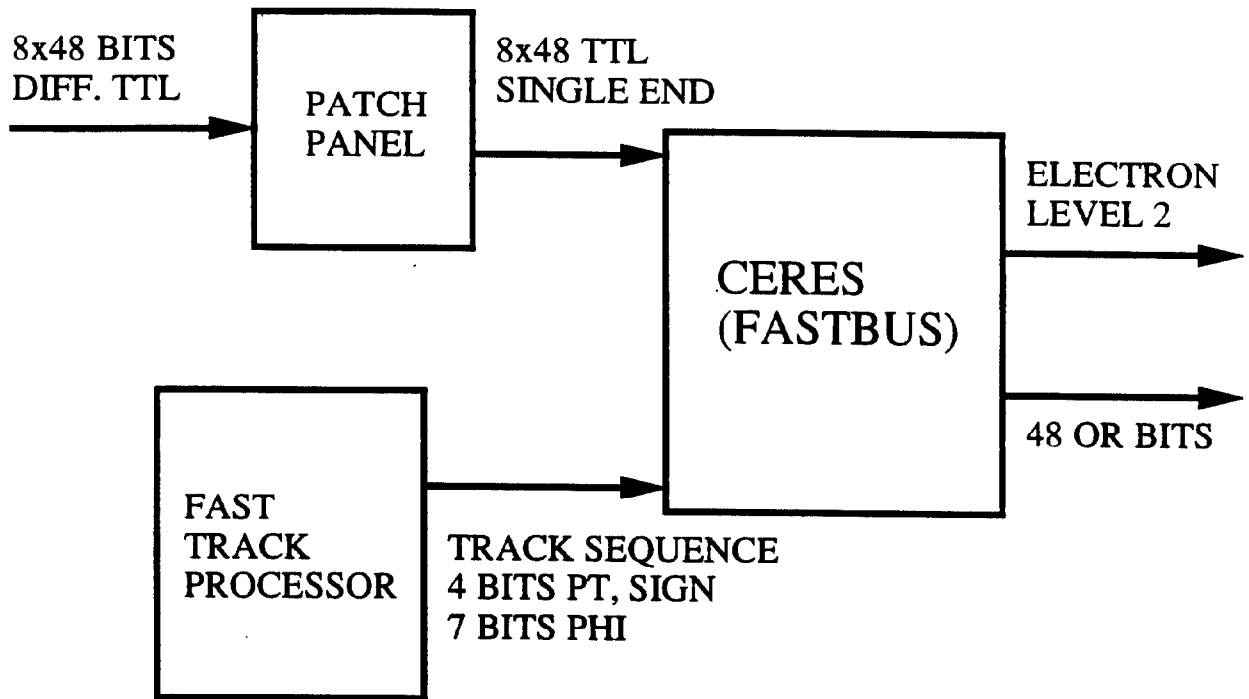 8x48 BITS
DIFF. TTL
PATCH
PANEL
8x48 TTL
SINGLE END
CERES
(FASTBUS)
ELECTRON
LEVEL 2
48 OR BITS
FAST
TRACK
PROCESSOR
TRACK SEQUENCE
4 BITS PT, SIGN
7 BITS PHI